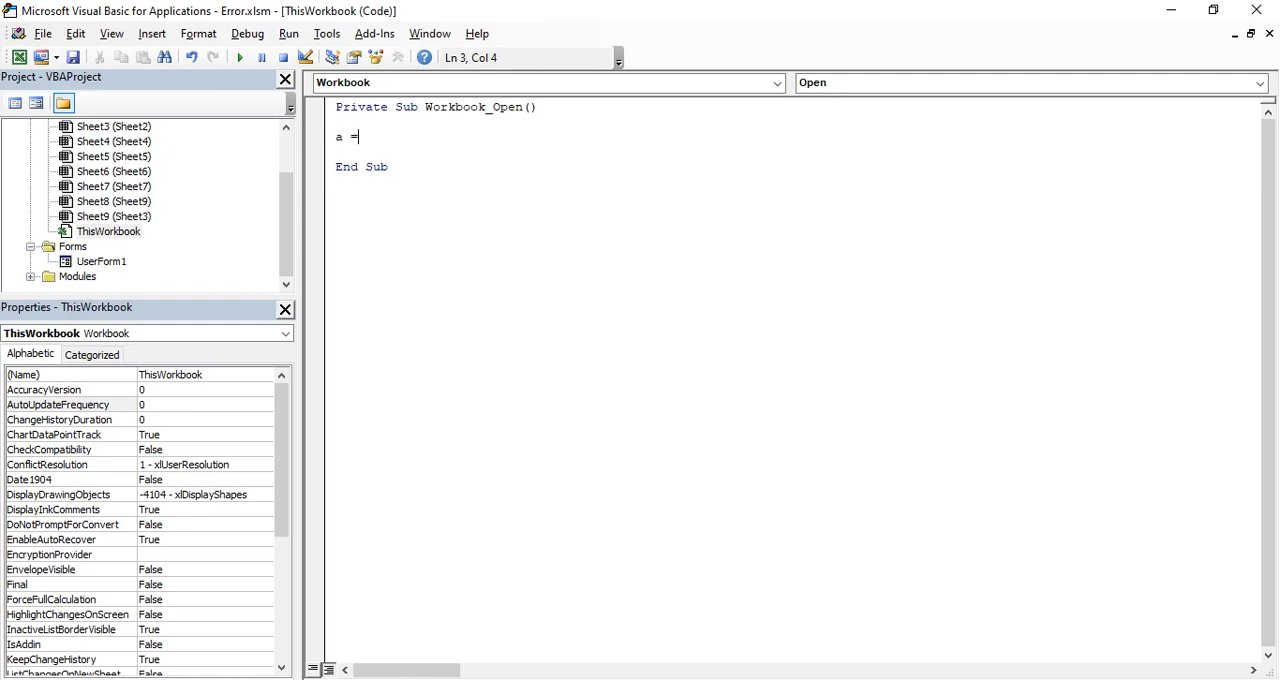 Microsoft Visual Basic for Applications - Error.xlsm - [ThisWorkbook (Code)]
File Edit View Insert Format Debug Run Tools Add-Ins Window Help
Ln 3, Col 4
Project - VBAProject
Workbook
Open
Sheet3 (Sheet2)
Sheet4 (Sheet4)
Sheet5 (Sheet5)
Sheet6 (Sheet6)
Sheet7 (Sheet7)
Sheet8 (Sheet9)
Sheet9 (Sheet3)
ThisWorkbook
Forms
UserForm1
Modules
Private Sub Workbook_Open()
a =
End Sub
Properties - ThisWorkbook
ThisWorkbook Workbook
Alphabetic Categorized
(Name) ThisWorkbook
AccuracyVersion 0
AutoUpdateFrequency 0
ChangeHistoryDuration 0
ChartDataPointTrack True
CheckCompatibility False
ConflictResolution 1 - xlUserResolution
Date1904 False
DisplayDrawingObjects -4104 - xlDisplayShapes
DisplayInkComments True
DoNotPromptForConvert False
EnableAutoRecover True
EncryptionProvider
EnvelopeVisible False
Final False
ForceFullCalculation False
HighlightChangesOnScreen False
InactiveListBorderVisible True
IsAddin False
KeepChangeHistory True
ListChangesOnNewSheet False